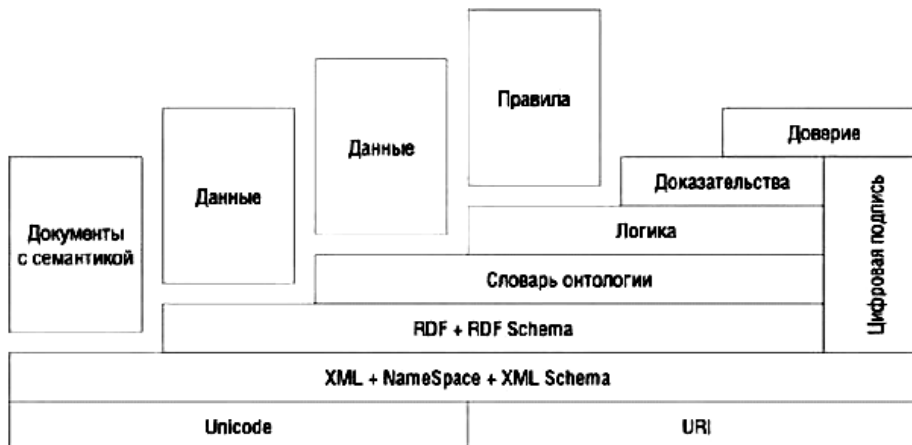 Правила
Доверие
Данные
Доказательства
Данные
Документы
с семантикой
Логика
Цифровая подпись
Словарь онтологии
RDF + RDF Schema
XML + NameSpace + XML Schema
Unicode
URI